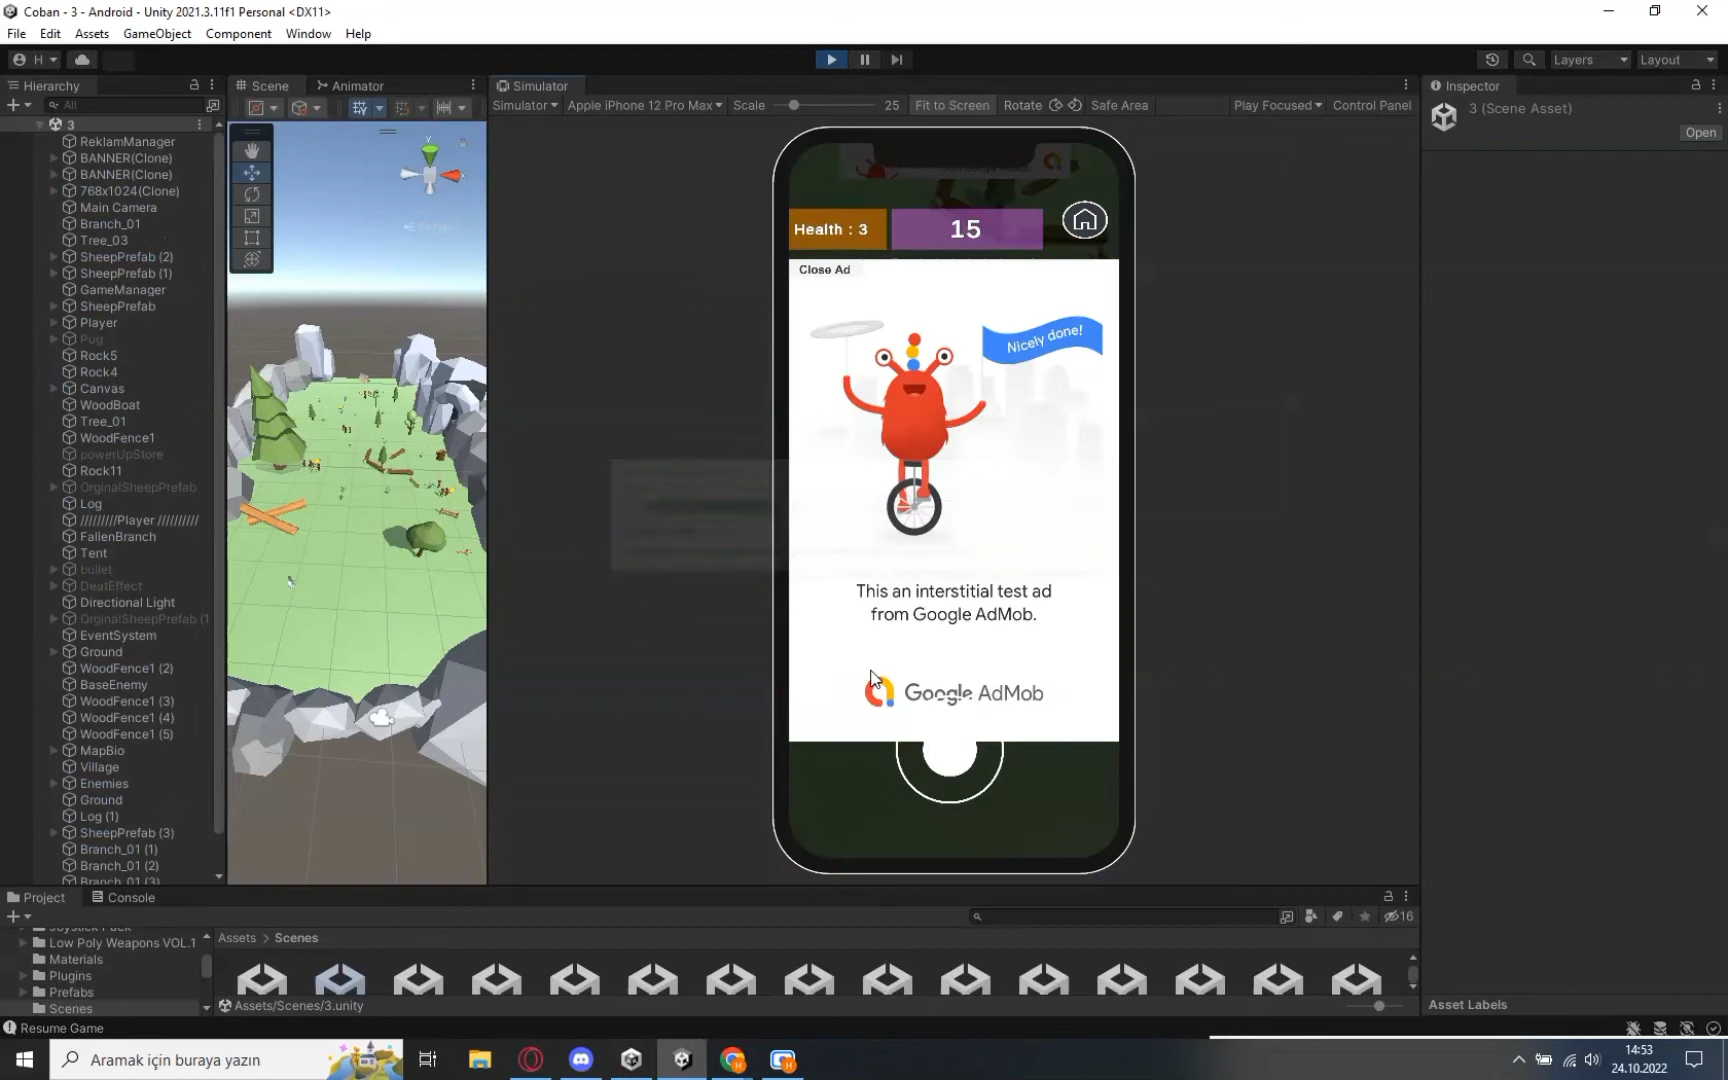 Coban - 3 - Android - Unity 2021.3.11f1 Personal <DX11>
File Edit Assets GameObject Component Window Help
H
Layers Layout
Hierarchy
Scene Animator
Simulator
Inspector
All
Simulator Apple iPhone 12 Pro Max Scale 25 Fit to Screen Rotate Safe Area Play Focused Control Panel
3 (Scene Asset)
Open
3
ReklamManager
BANNER(Clone)
BANNER(Clone)
768x1024(Clone)
Main Camera
Branch_01
Tree_03
SheepPrefab (2)
SheepPrefab (1)
GameManager
SheepPrefab
Player
Pug
Rock5
Rock4
Canvas
WoodBoat
Tree_01
WoodFence1
powerUpStore
Rock11
OrginalSheepPrefab
Log
/////////Player //////////
FallenBranch
Tent
bullet
DeatEffect
Directional Light
OrginalSheepPrefab (1
EventSystem
Ground
WoodFence1 (2)
BaseEnemy
WoodFence1 (3)
WoodFence1 (4)
WoodFence1 (5)
MapBio
Village
Enemies
Ground
Log (1)
SheepPrefab (3)
Branch_01 (1)
Branch_01 (2)
Branch_01 (3)
y
Health : 3
15
Close Ad
Nicely done!
This an interstitial test ad
from Google AdMob.
Google AdMob
Project Console
16
Joystick Pack
Low Poly Weapons VOL.1
Materials
Plugins
Prefabs
Scenes
Assets > Scenes
Assets/Scenes/3.unity
Asset Labels
Resume Game
Aramak için buraya yazın
14:53
24.10.2022